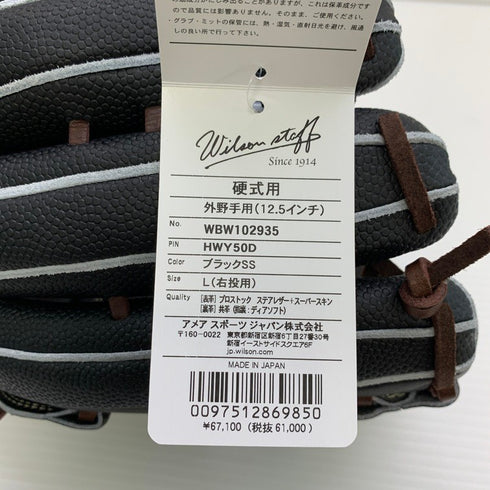 で品質には影響ありません。そのまま、ご使用ください。
・グラブ・ミットの保管には、熱・湿気・直射日光を避け、風通
しの良い所で行って下さい。
Wilson staff
Since 1914
硬式用
外野手用(12.5インチ)
No. WBW102935
PIN HWY50D
Color ブラックSS
Size L(右投用)
Quality [表革] プロストック ステアレザー+スーパースキン
[裏革] 共革 (指裏:ディアソフト)
アメア スポーツ ジャパン株式会社
〒160-0022 東京都新宿区新宿6丁目27番30号
新宿イーストサイドスクエア6F
jp.wilson.com
MADE IN JAPAN
0097512869850
¥67,100 (税抜 61,000)